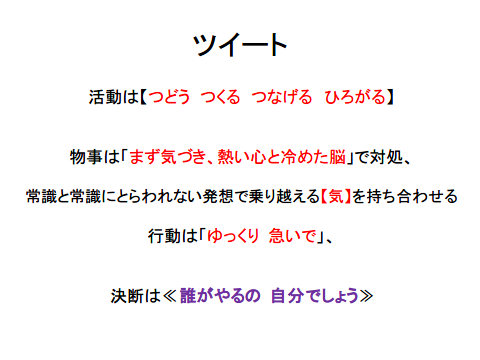 ツイート
活動は【つどう つくる つなげる ひろがる】
物事は「まず気づき、熱い心と冷めた脳」で対処、
常識と常識にとらわれない発想で乗り越える【気】を持ち合わせる
行動は「ゆっくり 急いで」、
決断は≪誰がやるの 自分でしょう≫